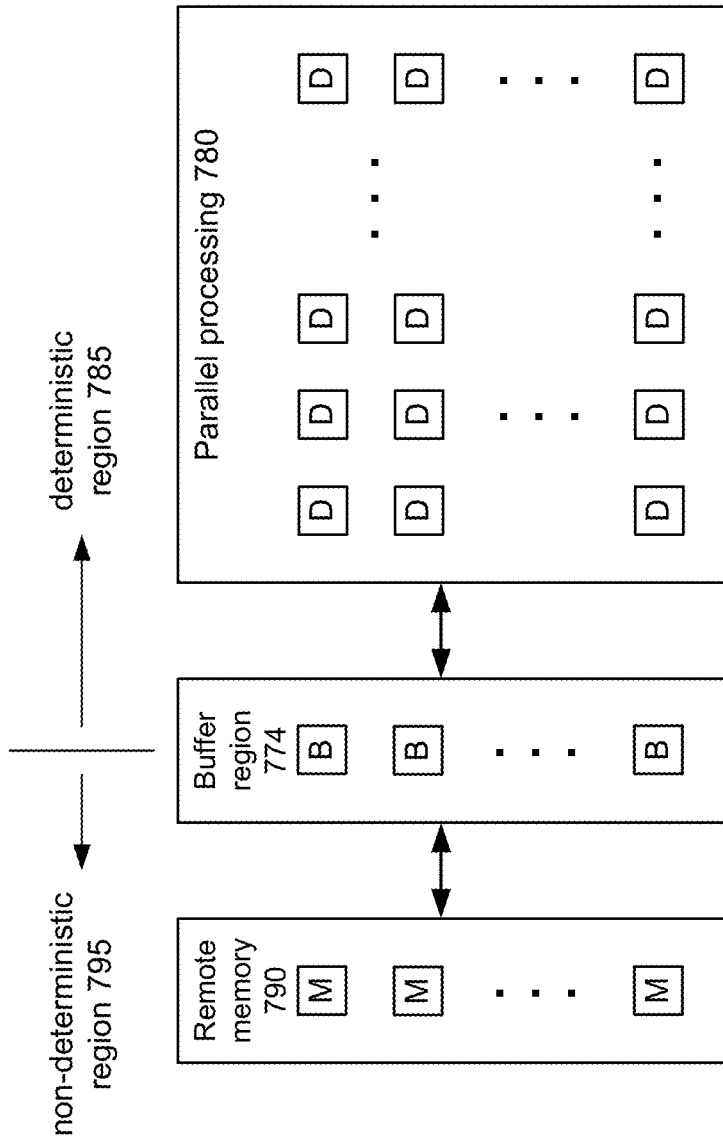 non-deterministic
region 795
deterministic
region 785
Remote
memory
790
M
M
M
Buffer
region
774
B
B
B
Parallel processing 780
D D D D
D D D D
D D D D